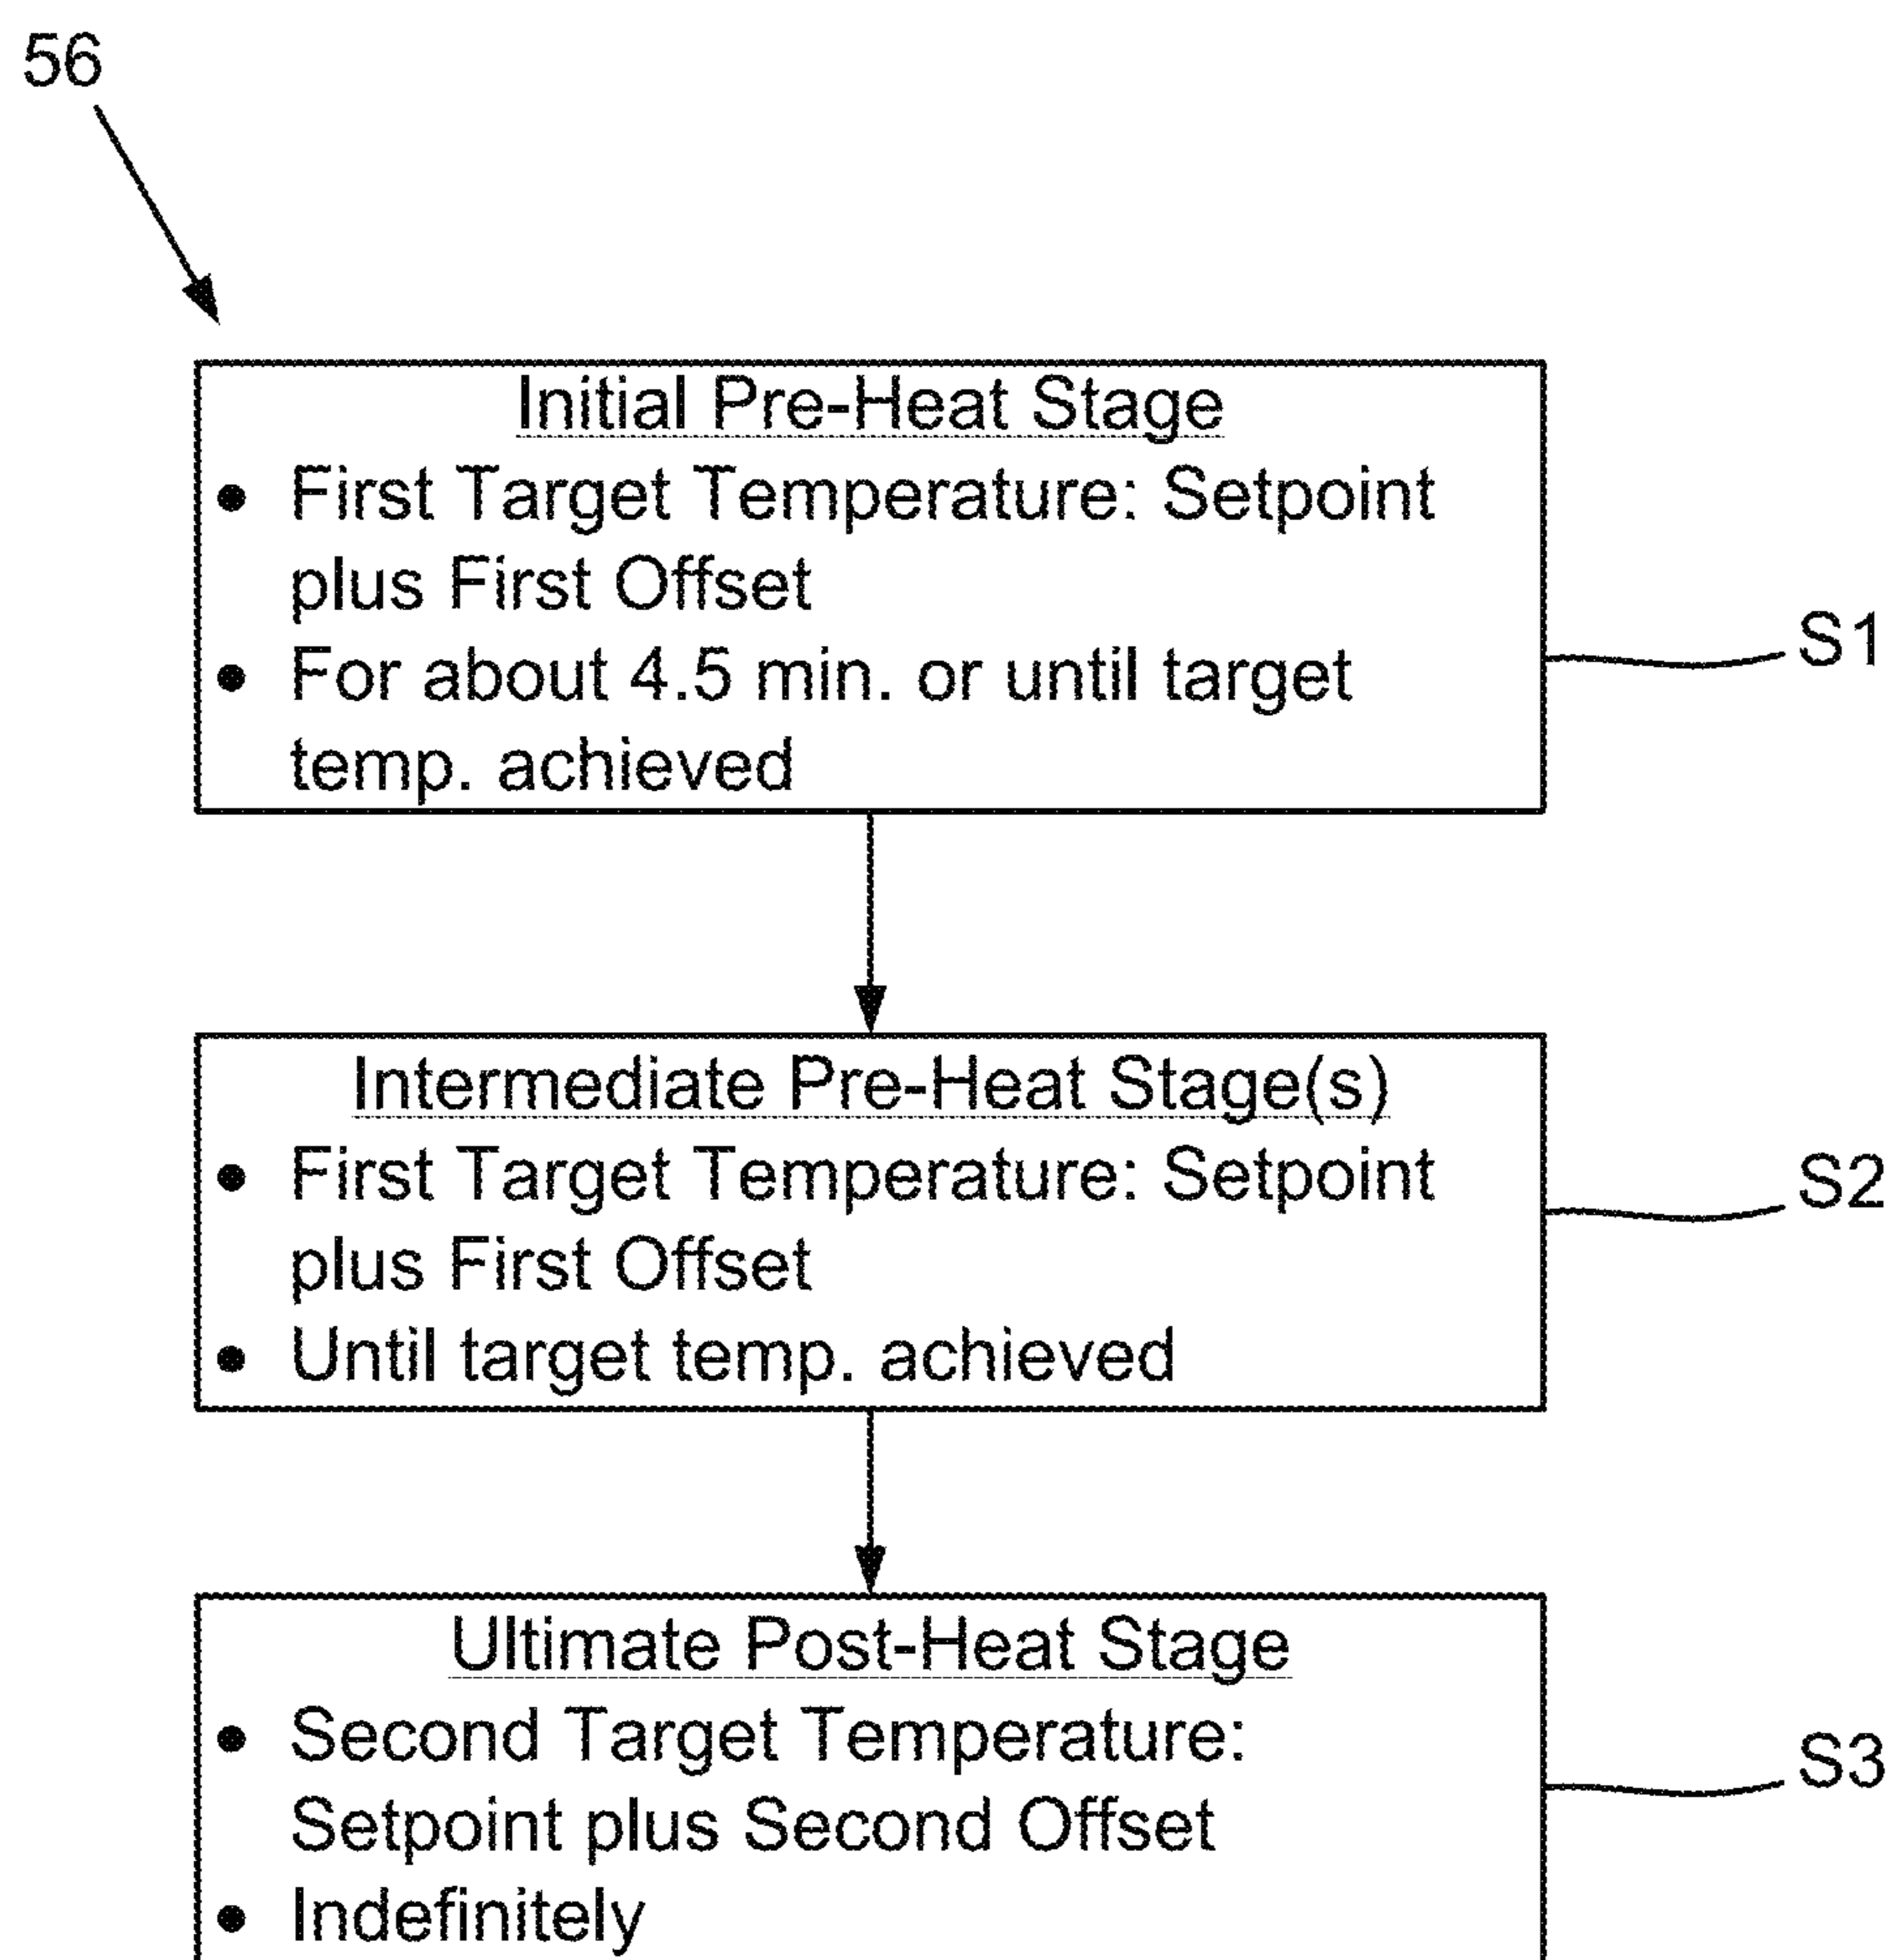 56
Initial Pre-Heat Stage
• First Target Temperature: Setpoint
plus First Offset
• For about 4.5 min. or until target
temp. achieved
S1
Intermediate Pre-Heat Stage(s)
• First Target Temperature: Setpoint
plus First Offset
• Until target temp. achieved
S2
Ultimate Post-Heat Stage
• Second Target Temperature:
Setpoint plus Second Offset
• Indefinitely
S3